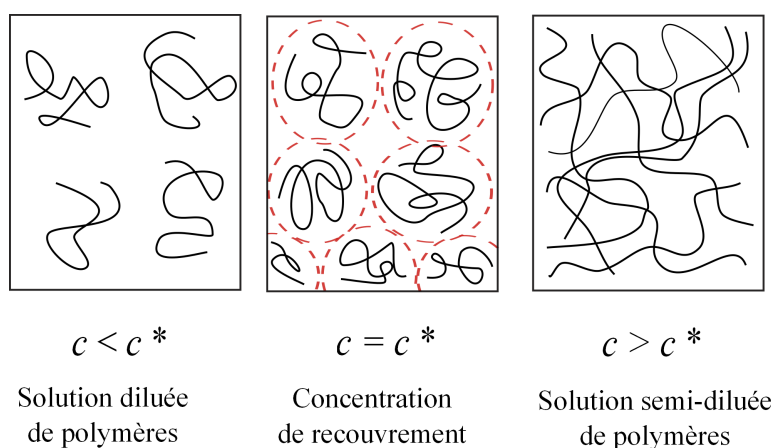 c < c *
c = c *
c > c *
Solution diluée
de polymères
Concentration
de recouvrement
Solution semi-diluée
de polymères